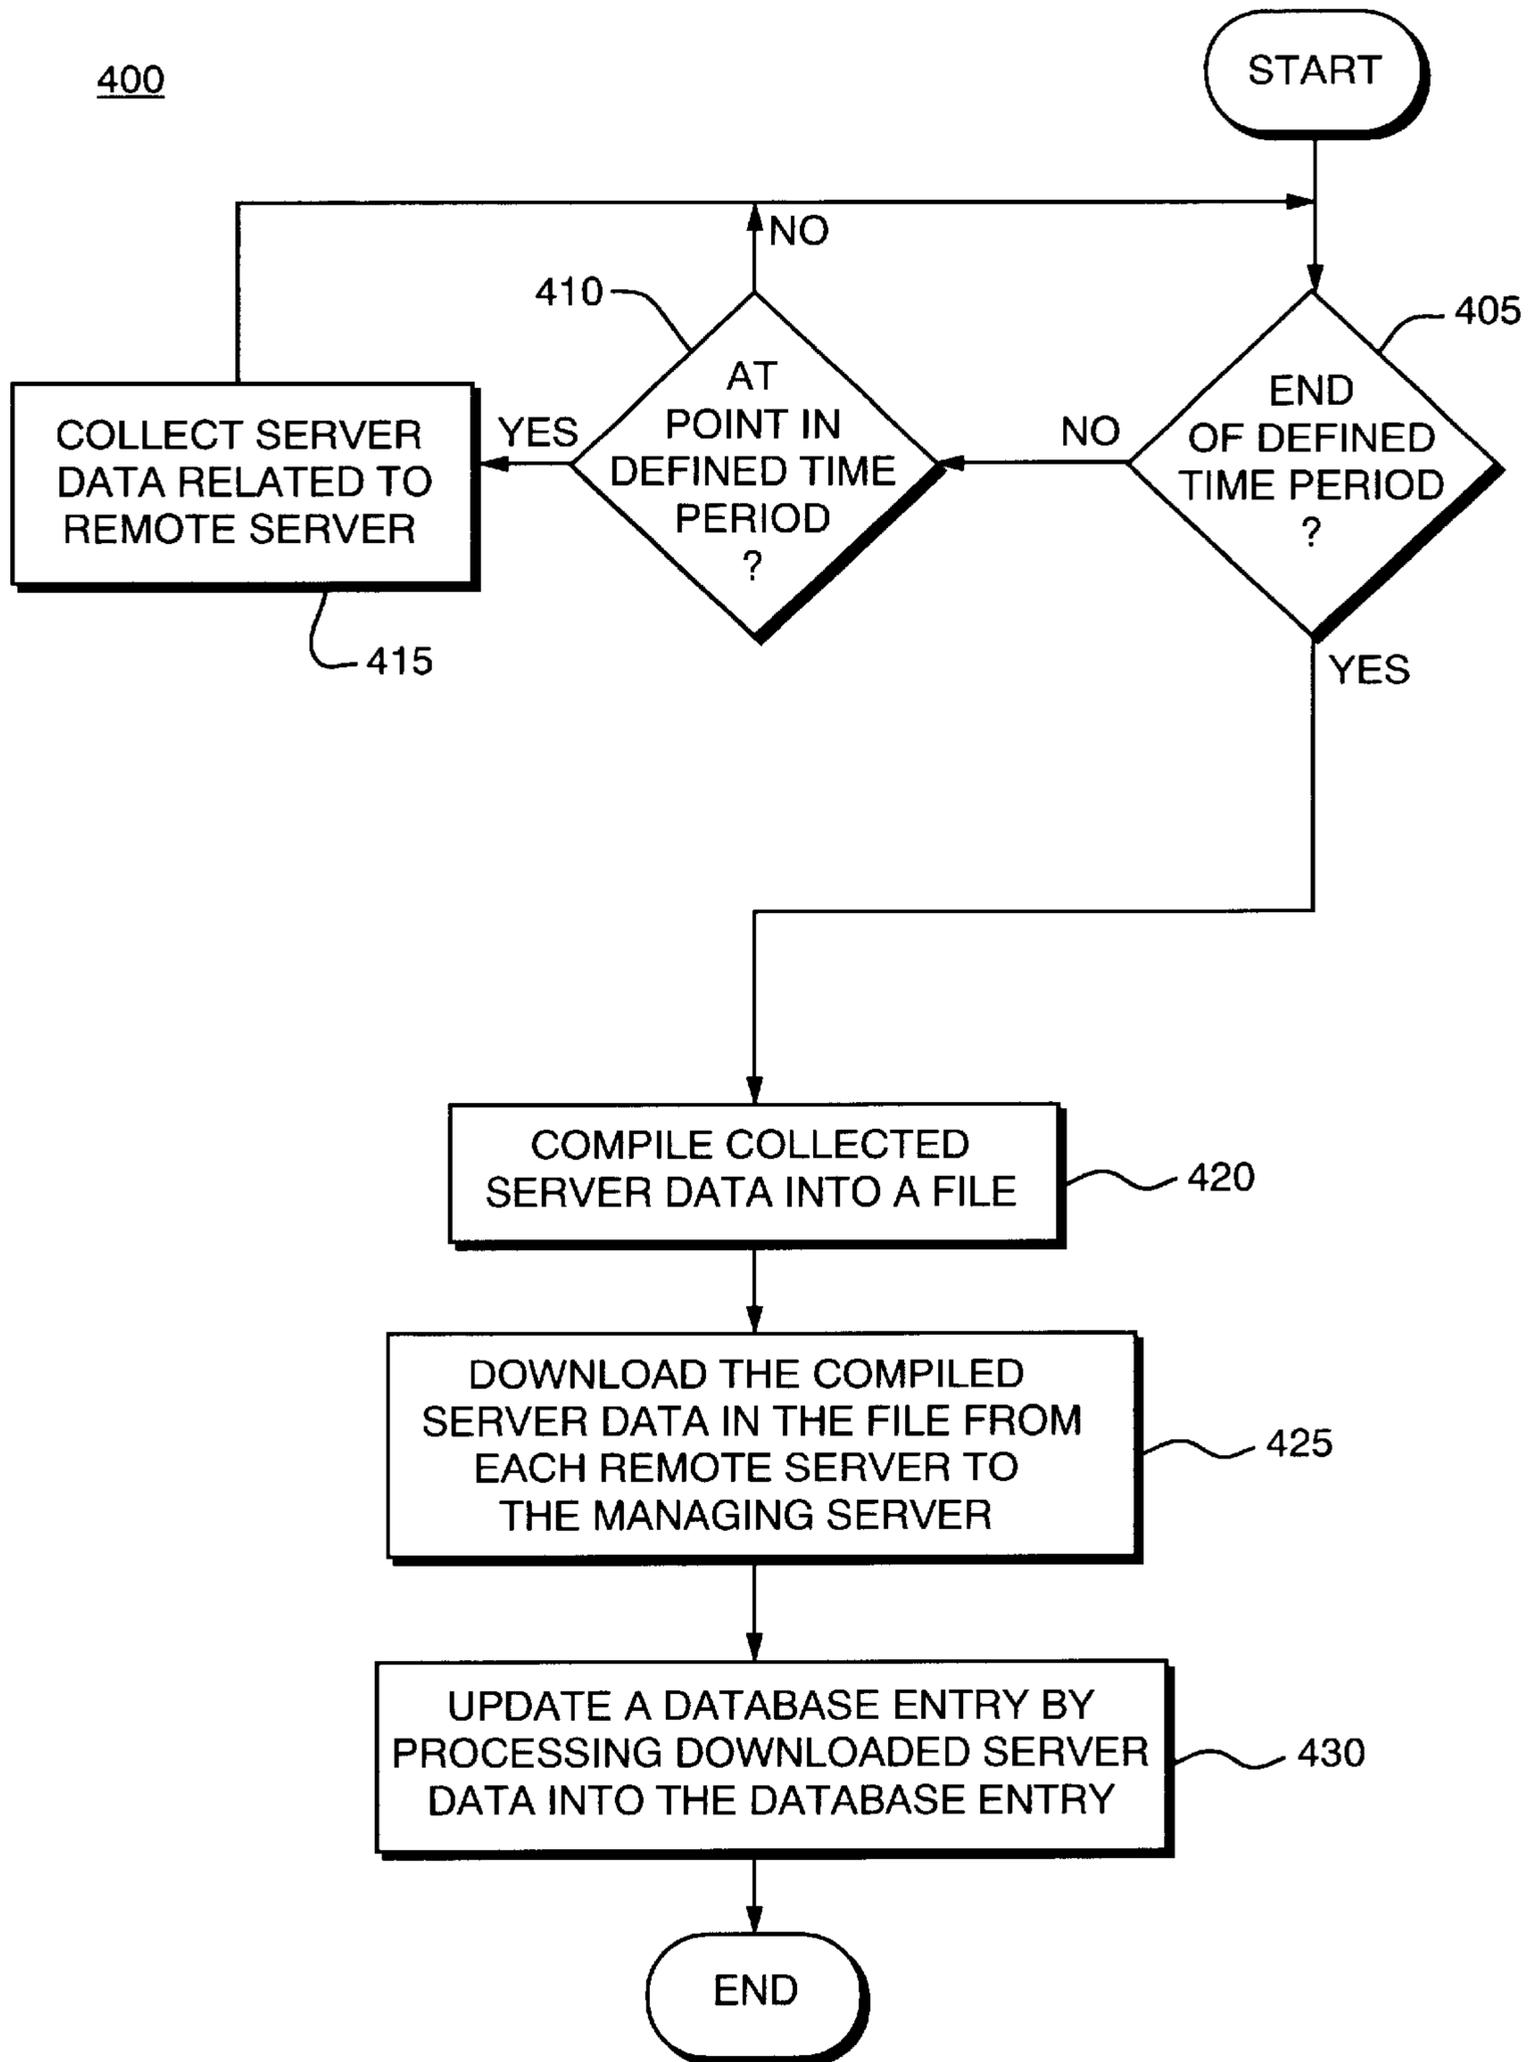 400
START
NO
410
405
AT
POINT IN
DEFINED TIME
PERIOD
?
END
OF DEFINED
TIME PERIOD
?
YES
NO
COLLECT SERVER
DATA RELATED TO
REMOTE SERVER
415
YES
COMPILE COLLECTED
SERVER DATA INTO A FILE
420
DOWNLOAD THE COMPILED
SERVER DATA IN THE FILE FROM
EACH REMOTE SERVER TO
THE MANAGING SERVER
425
UPDATE A DATABASE ENTRY BY
PROCESSING DOWNLOADED SERVER
DATA INTO THE DATABASE ENTRY
430
END